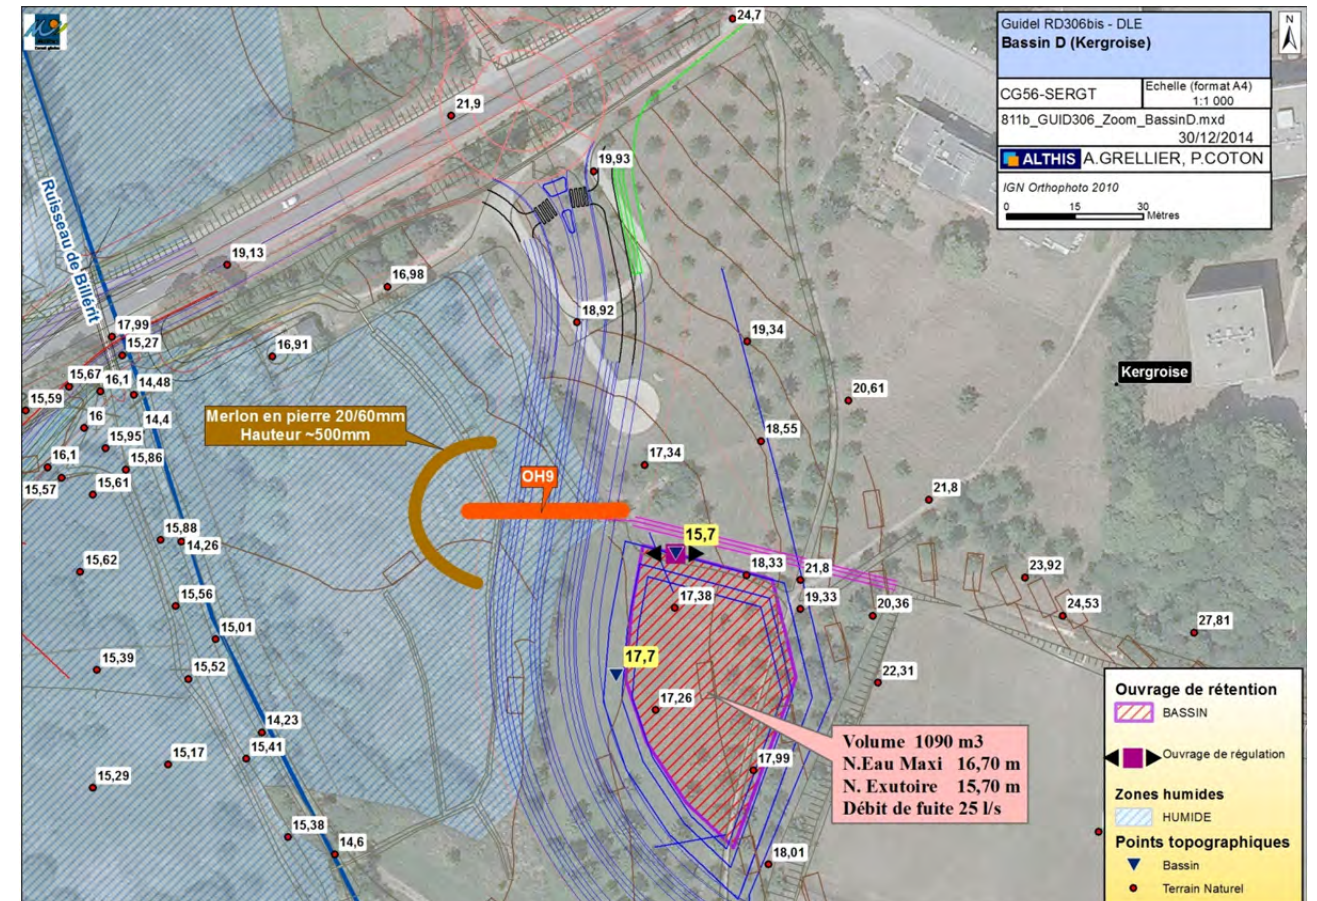 Guidel RD306bis - DLE
Bassin D (Kergroise)
CG56-SERGT
Echelle (format A4)
1:1 000
811b_GUID306_Zoom_BassinD.mxd
30/12/2014
ALTHIS A.GRELLIER, P.COTON
IGN Orthophoto 2010
0 15 30
Mètres
N
24,7
21,9
19,93
19,13
16,98
Ruisseau de Billérit
18,92
17,99
15,27
16,91
19,34
15,67
16,1
14,48
15,59
Kergroise
20,61
16
14,4
Merlon en pierre 20/60mm
Hauteur ~500mm
15,95
18,55
16,1
15,86
17,34
15,57
15,61
OH9
21,8
15,88
14,26
15,7
15,62
18,33
21,8
23,92
15,56
17,38
19,33
20,36
24,53
15,01
27,81
15,39
15,52
17,7
22,31
17,26
14,23
15,41
15,17
17,99
15,29
Volume 1090 m3
N.Eau Maxi 16,70 m
N. Exutoire 15,70 m
Débit de fuite 25 l/s
15,38
14,6
18,01
Ouvrage de rétention
BASSIN
Ouvrage de régulation
Zones humides
HUMIDE
Points topographiques
Bassin
Terrain Naturel